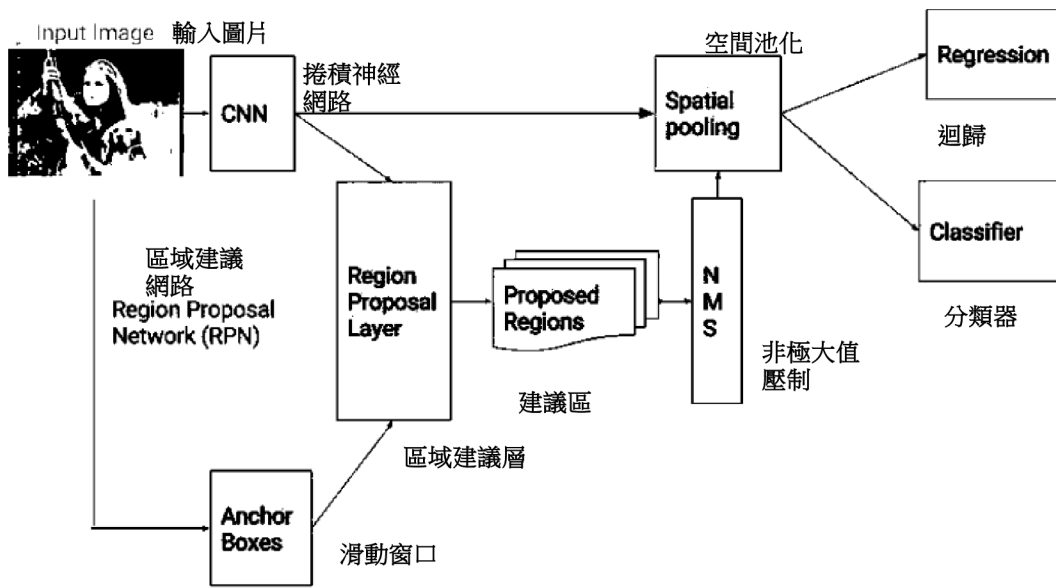 Input Image 輸入圖片
CNN
捲積神經
網路
空間池化
Spatial
pooling
Regression
迴歸
Classifier
分類器
區域建議
網路
Region Proposal
Network (RPN)
Region
Proposal
Layer
區域建議層
Proposed
Regions
建議區
N
M
S
非極大值
壓制
Anchor
Boxes
滑動窗口